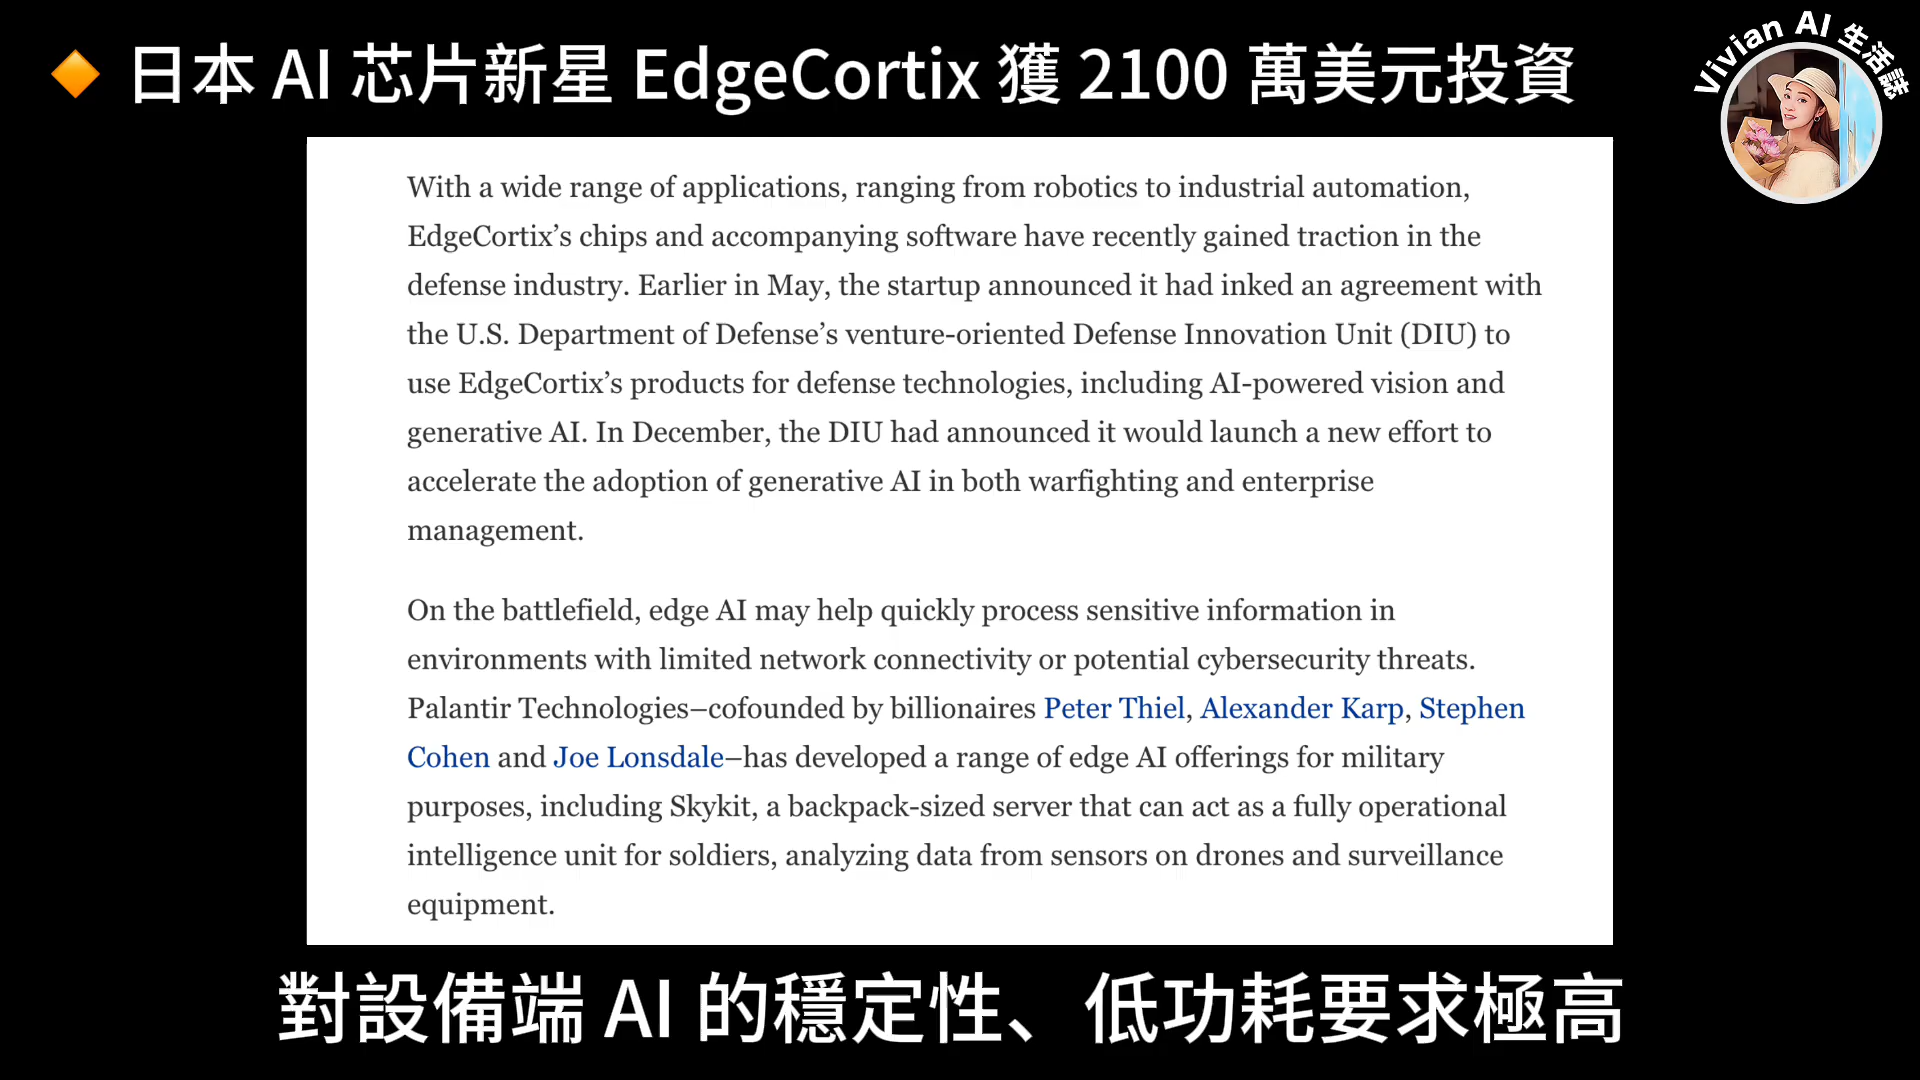 🔶 日本 AI 芯片新星 EdgeCortix 獲 2100 萬美元投資
Vivian AI 生活誌
With a wide range of applications, ranging from robotics to industrial automation,
EdgeCortix’s chips and accompanying software have recently gained traction in the
defense industry. Earlier in May, the startup announced it had inked an agreement with
the U.S. Department of Defense’s venture-oriented Defense Innovation Unit (DIU) to
use EdgeCortix’s products for defense technologies, including AI-powered vision and
generative AI. In December, the DIU had announced it would launch a new effort to
accelerate the adoption of generative AI in both warfighting and enterprise
management.
On the battlefield, edge AI may help quickly process sensitive information in
environments with limited network connectivity or potential cybersecurity threats.
Palantir Technologies–cofounded by billionaires Peter Thiel, Alexander Karp, Stephen
Cohen and Joe Lonsdale–has developed a range of edge AI offerings for military
purposes, including Skykit, a backpack-sized server that can act as a fully operational
intelligence unit for soldiers, analyzing data from sensors on drones and surveillance
equipment.
對設備端 AI 的穩定性、低功耗要求極高